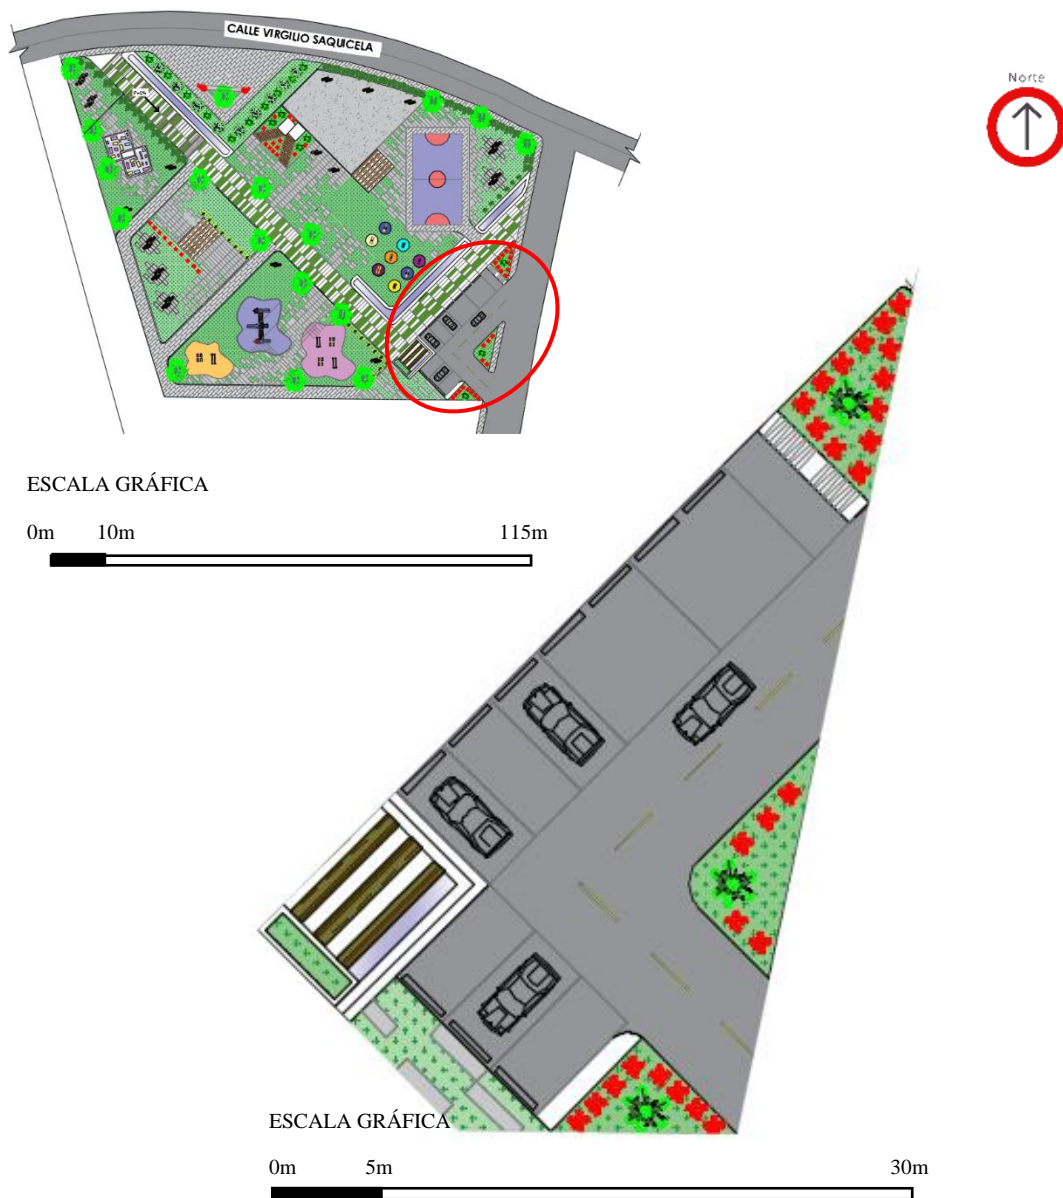 CALLE VIRGILIO SAQUICELA
Norte
ESCALA GRÁFICA
0m 10m 115m
ESCALA GRÁFICA
0m 5m 30m